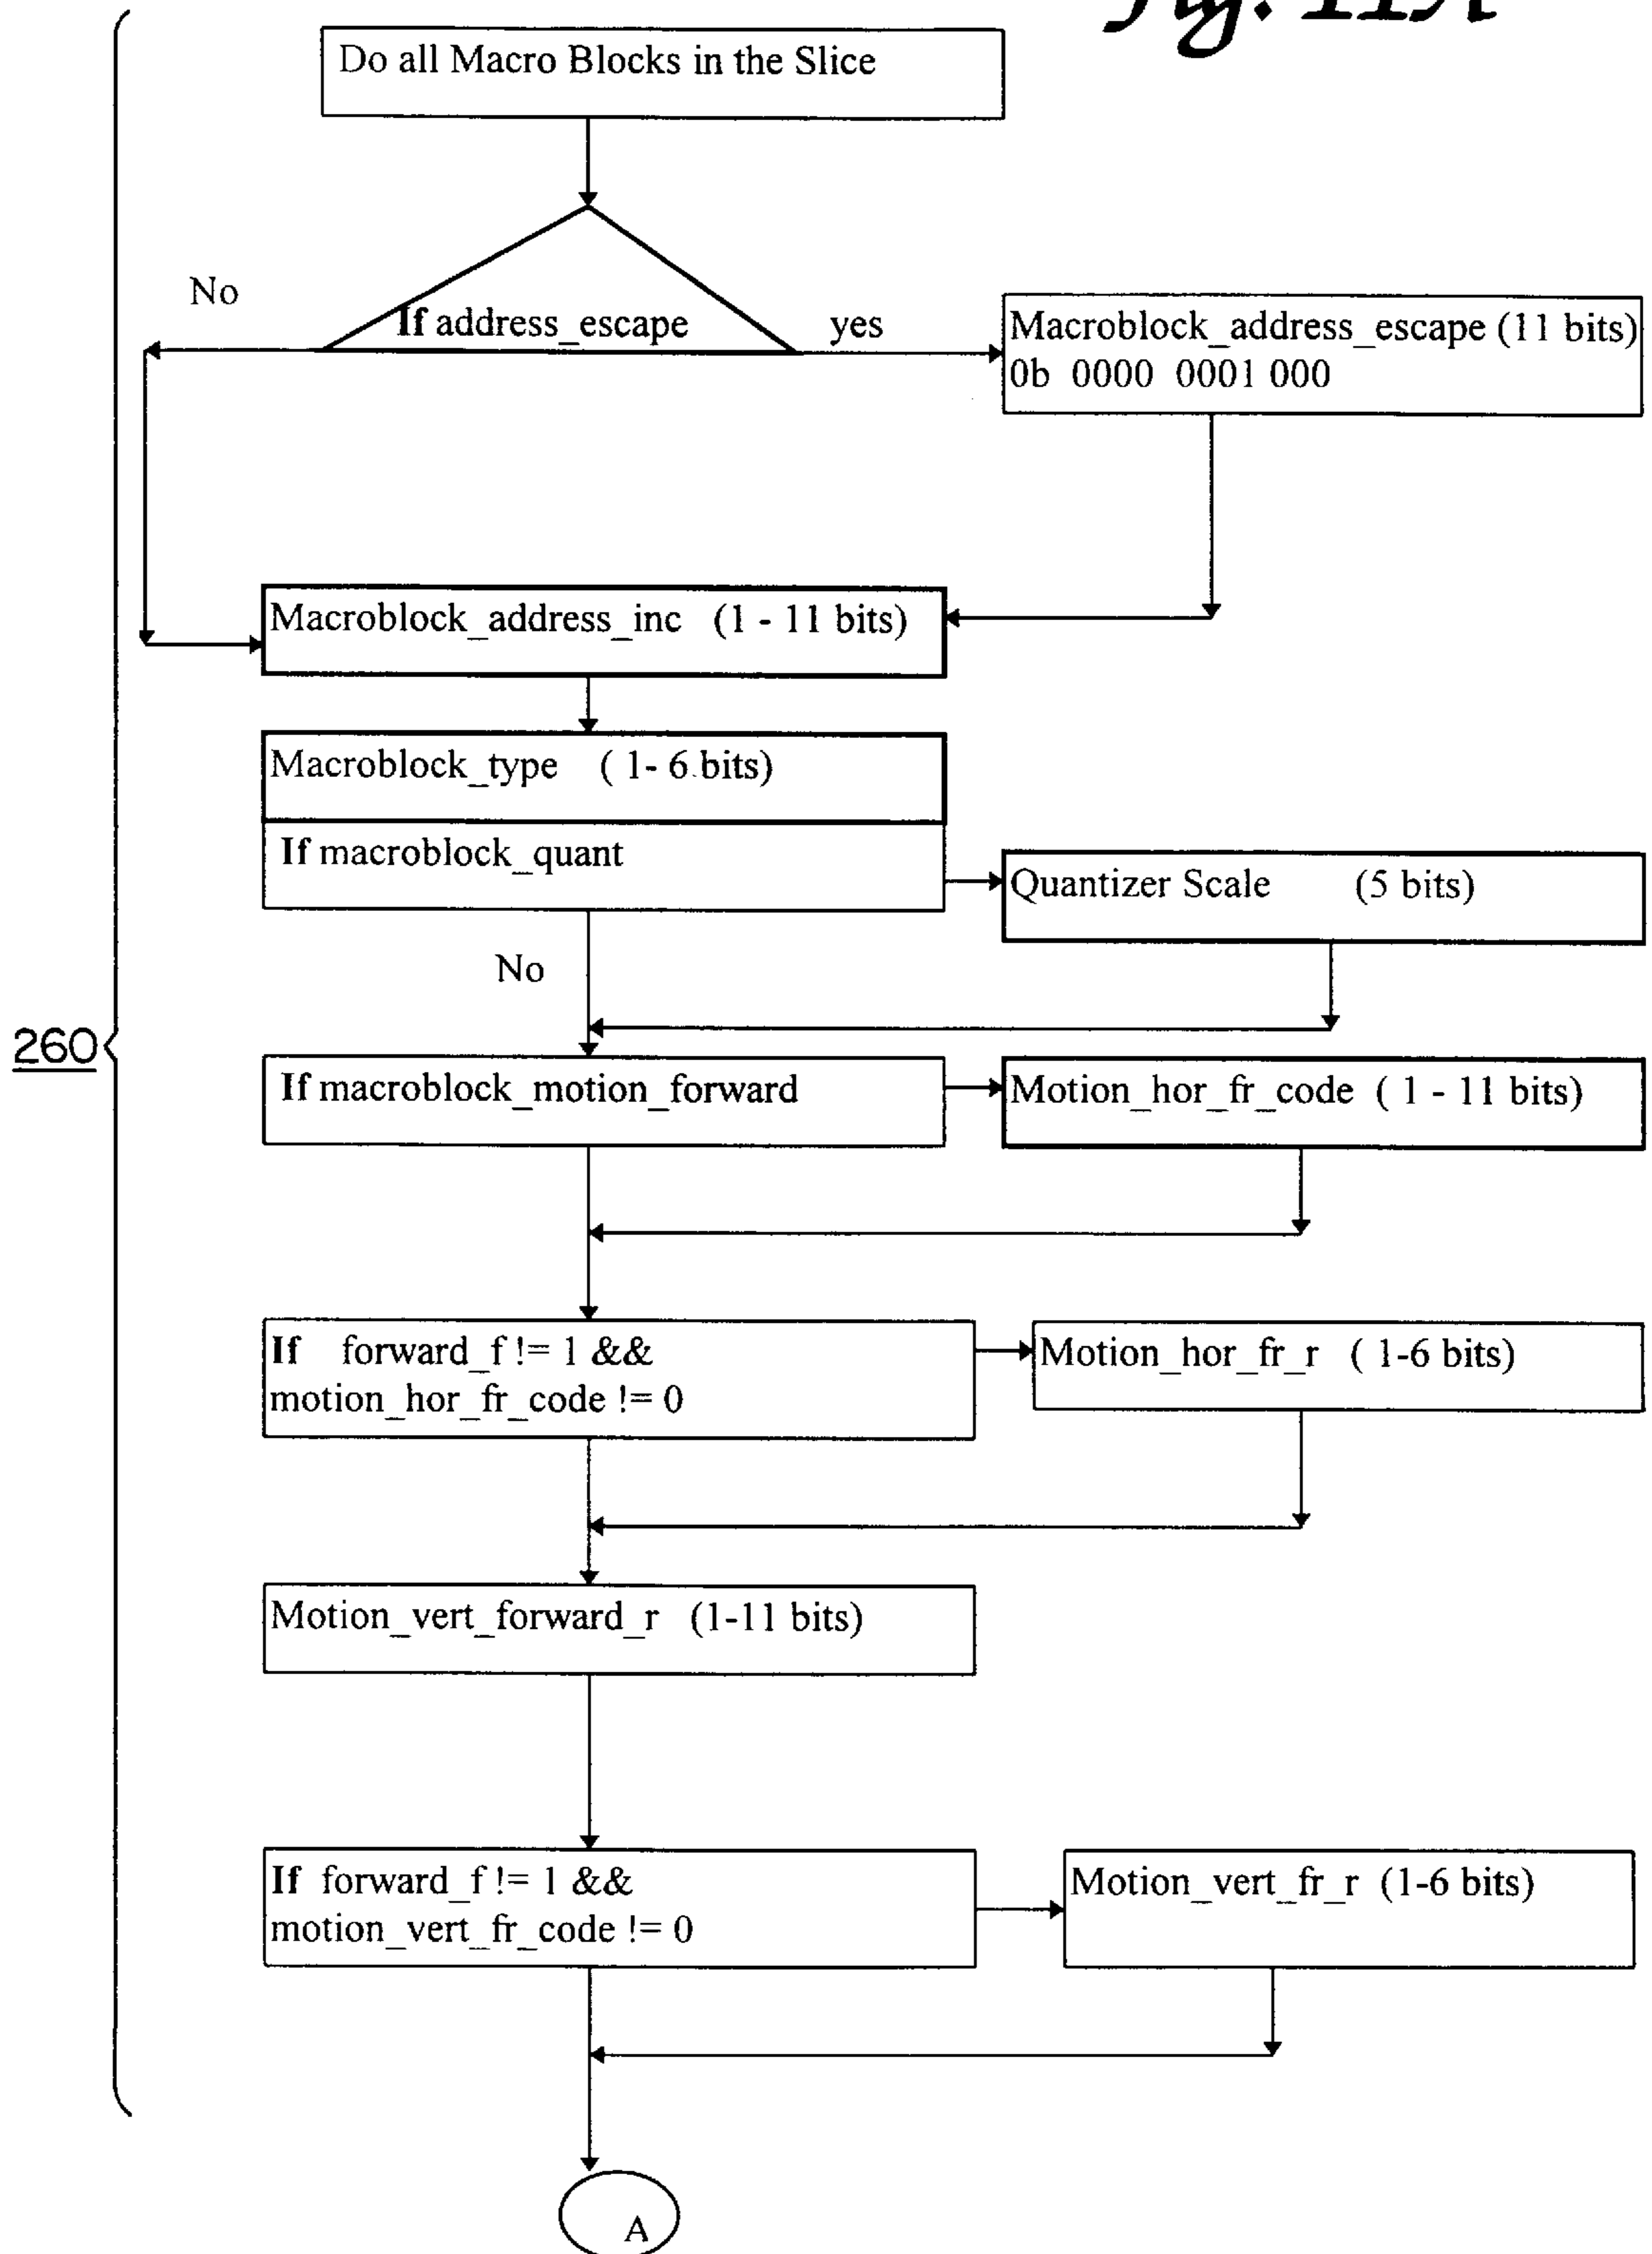 Fig. 11A
Do all Macro Blocks in the Slice
No
If address_escape
yes
Macroblock_address_escape (11 bits)
0b 0000 0001 000
Macroblock_address_inc (1 - 11 bits)
Macroblock_type ( 1- 6 bits)
If macroblock_quant
Quantizer Scale (5 bits)
No
260
If macroblock_motion_forward
Motion_hor_fr_code ( 1 - 11 bits)
If forward_f != 1 &&
motion_hor_fr_code != 0
Motion_hor_fr_r ( 1-6 bits)
Motion_vert_forward_r (1-11 bits)
If forward_f != 1 &&
motion_vert_fr_code != 0
Motion_vert_fr_r (1-6 bits)
A